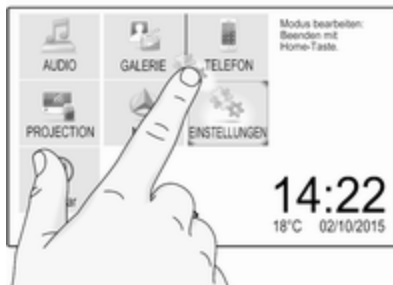 Modus bearbeiten:
Beenden mit
Home-Taste.
AUDIO
GALERIE
TELEFON
PROJECTION
EINSTELLUNGEN
14:22
18°C 02/10/2015